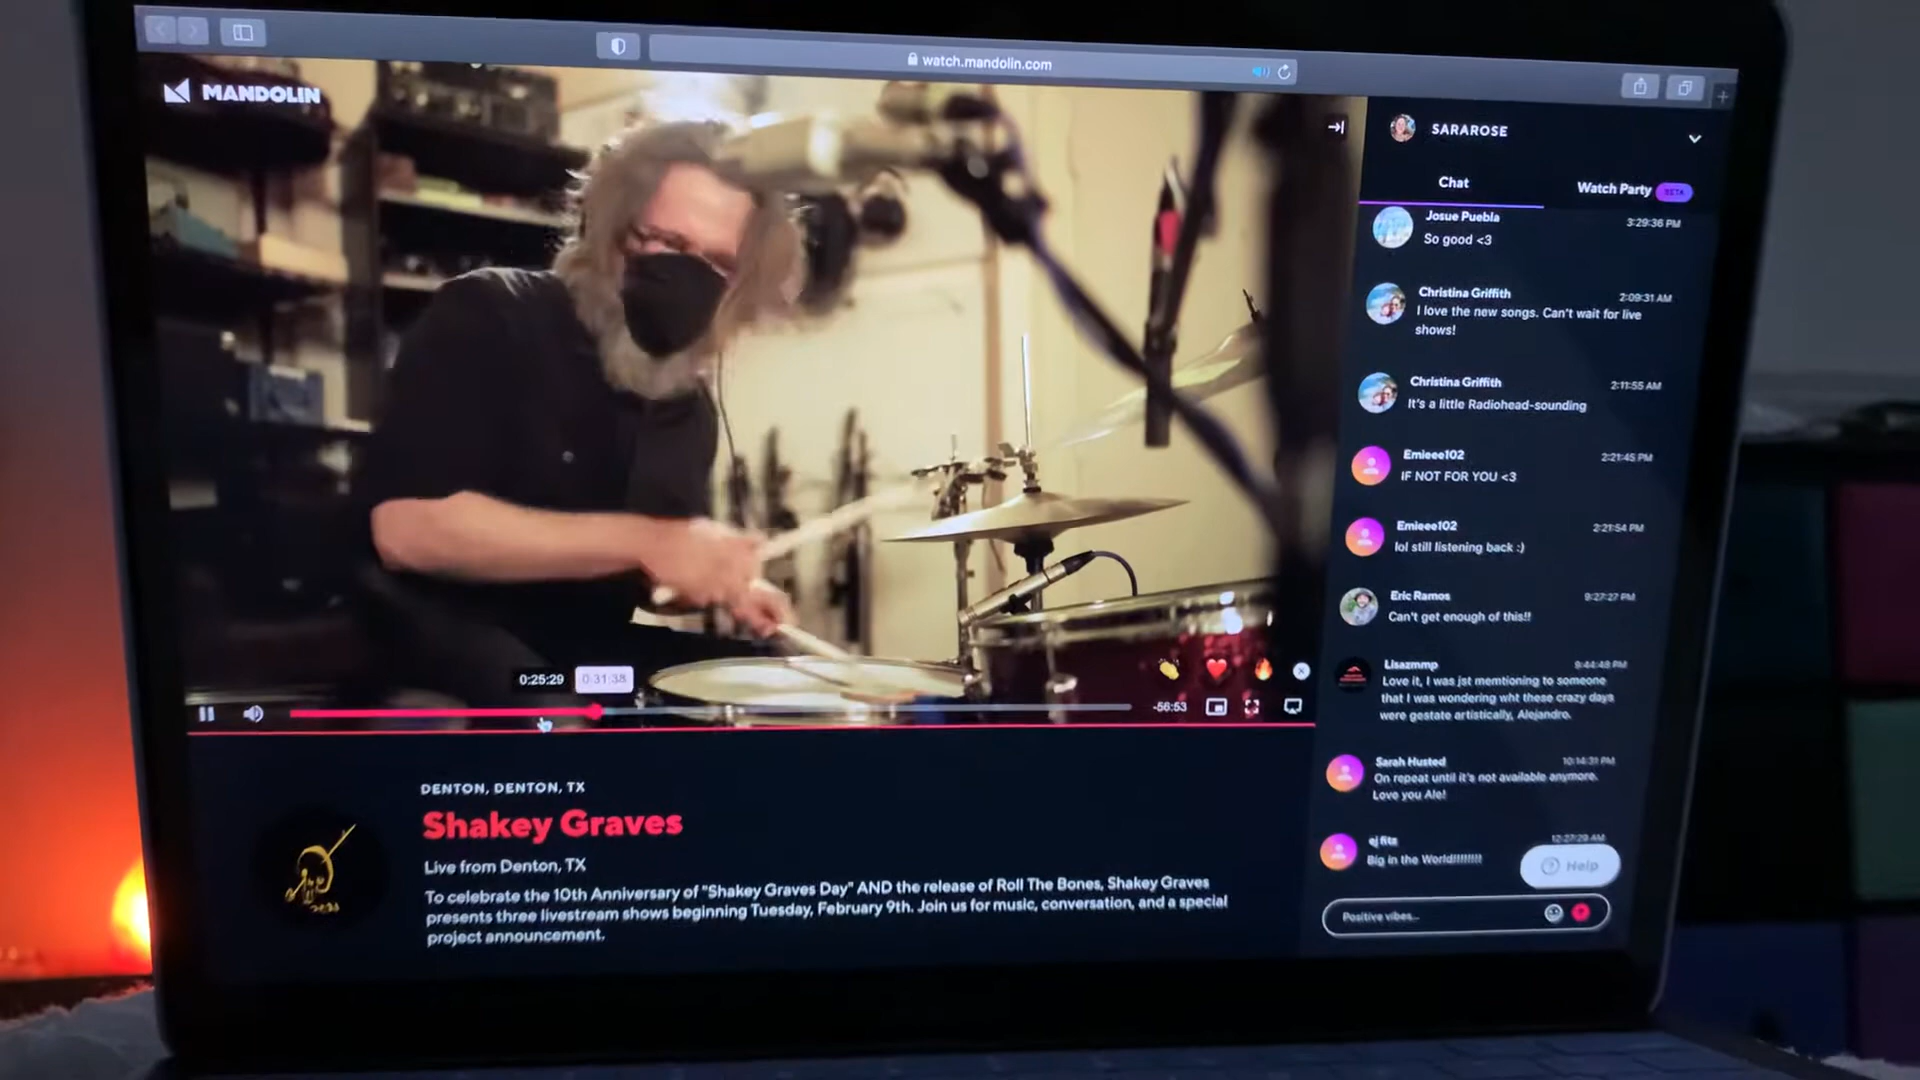 watch.mandolin.com
MANDOLIN
SARAROSE
Chat
Watch Party BETA
Josue Puebla 3:29:36 PM
So good <3
Christina Griffith 2:09:31 AM
I love the new songs. Can't wait for live
shows!
Christina Griffith 2:11:55 AM
It's a little Radiohead-sounding
Emieee102 2:21:45 PM
IF NOT FOR YOU <3
Emieee102 2:21:54 PM
lol still listening back :)
Eric Ramos 9:27:27 PM
Can't get enough of this!!
Lisazmmp 9:44:48 PM
Love it, I was jst memtioning to someone
that I was wondering wht these crazy days
were gestate artistically, Alejandro.
Sarah Husted 10:14:31 PM
On repeat until it's not available anymore.
Love you Ale!
ej fitz 12:27:29 AM
Big in the World!!!!!!!!!
Help
Positive vibes...
0:25:29 0:31:38
-56:53
DENTON, DENTON, TX
Shakey Graves
Live from Denton, TX
To celebrate the 10th Anniversary of "Shakey Graves Day" AND the release of Roll The Bones, Shakey Graves
presents three livestream shows beginning Tuesday, February 9th. Join us for music, conversation, and a special
project announcement.